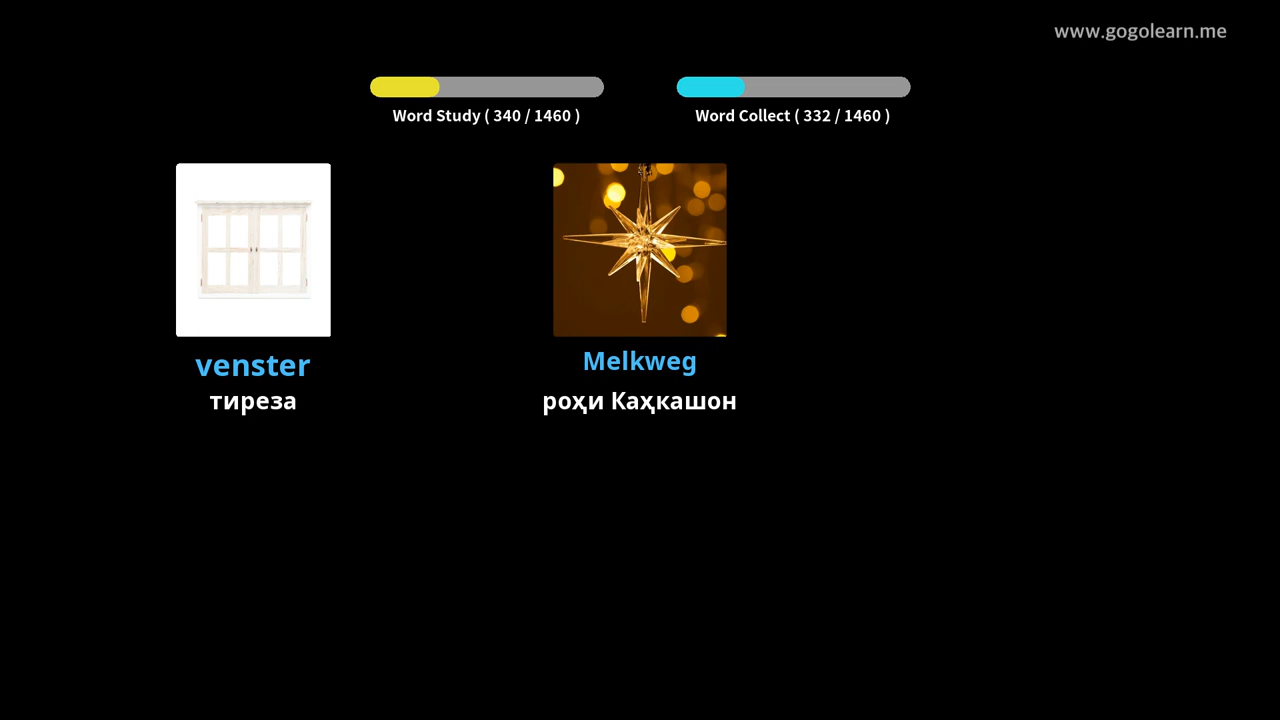 www.gogolearn.me
Word Study ( 340 / 1460 )
Word Collect ( 332 / 1460 )
venster
тиреза
Melkweg
роҳи Каҳкашон